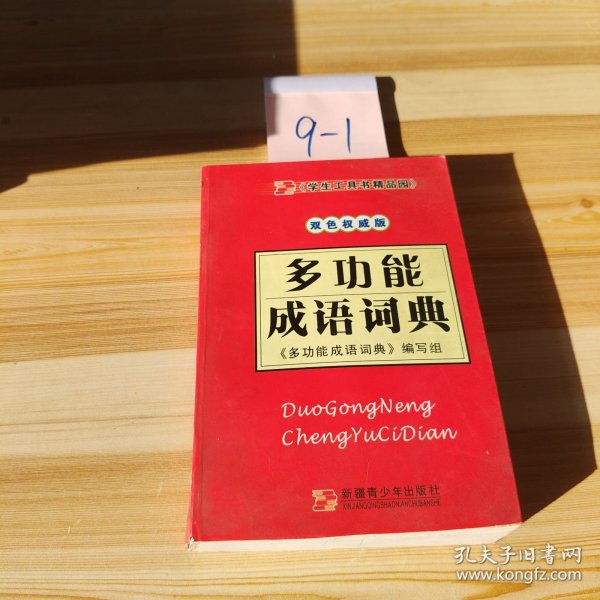 9-1
《学生工具书精品园》
双色权威版
多功能
成语词典
《多功能成语词典》编写组
DuoGongNeng
ChengYuCiDian
新疆青少年出版社
XINJIANGQINGSHAONIANCHUBANSHE
孔夫子旧书网
www.kongfz.com